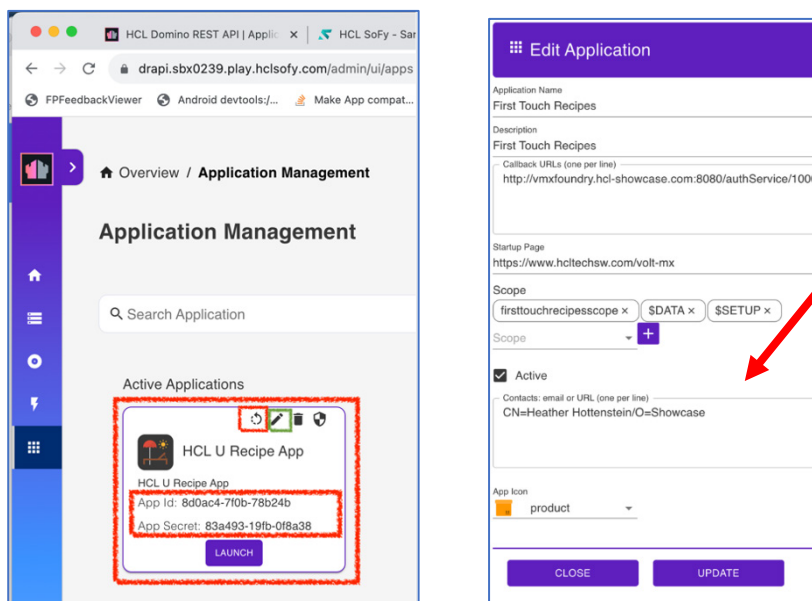 HCL Domino REST API | Applic
HCL SoFy - Sar
drapi.sbx0239.play.hclsofy.com/admin/ui/apps
FPFeedbackViewer
Android devtools:/...
Make App compat...
Overview / Application Management
Application Management
Search Application
Active Applications
HCL U Recipe App
HCL U Recipe App
App Id: 8d0ac4-7f0b-78b24b
App Secret: 83a493-19fb-0f8a38
LAUNCH
Edit Application
Application Name
First Touch Recipes
Description
First Touch Recipes
Callback URLs (one per line)
http://vmxfoundry.hcl-showcase.com:8080/authService/100
Startup Page
https://www.hcltechsw.com/volt-mx
Scope
firsttouchrecipesscope × $DATA × $SETUP ×
Scope
Active
Contacts: email or URL (one per line)
CN=Heather Hottenstein/O=Showcase
App Icon
product
CLOSE UPDATE